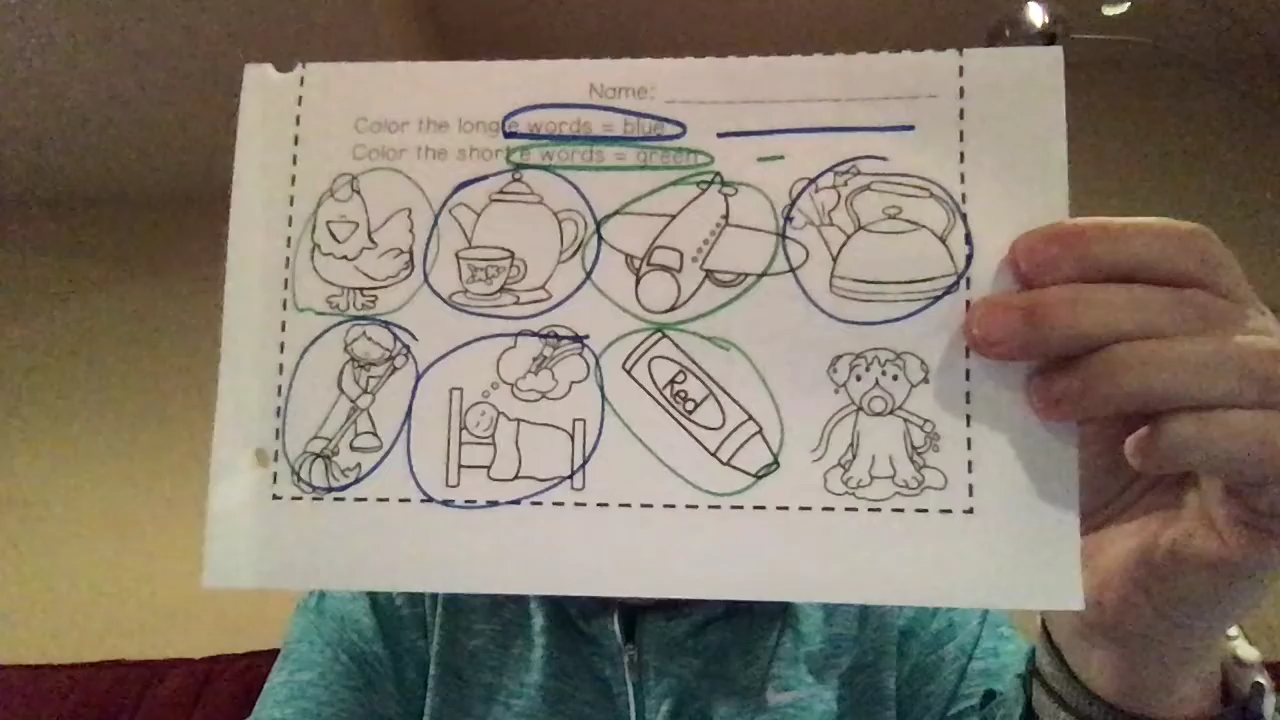 Name:
Color the long e words = blue
Color the short e words = green
Red